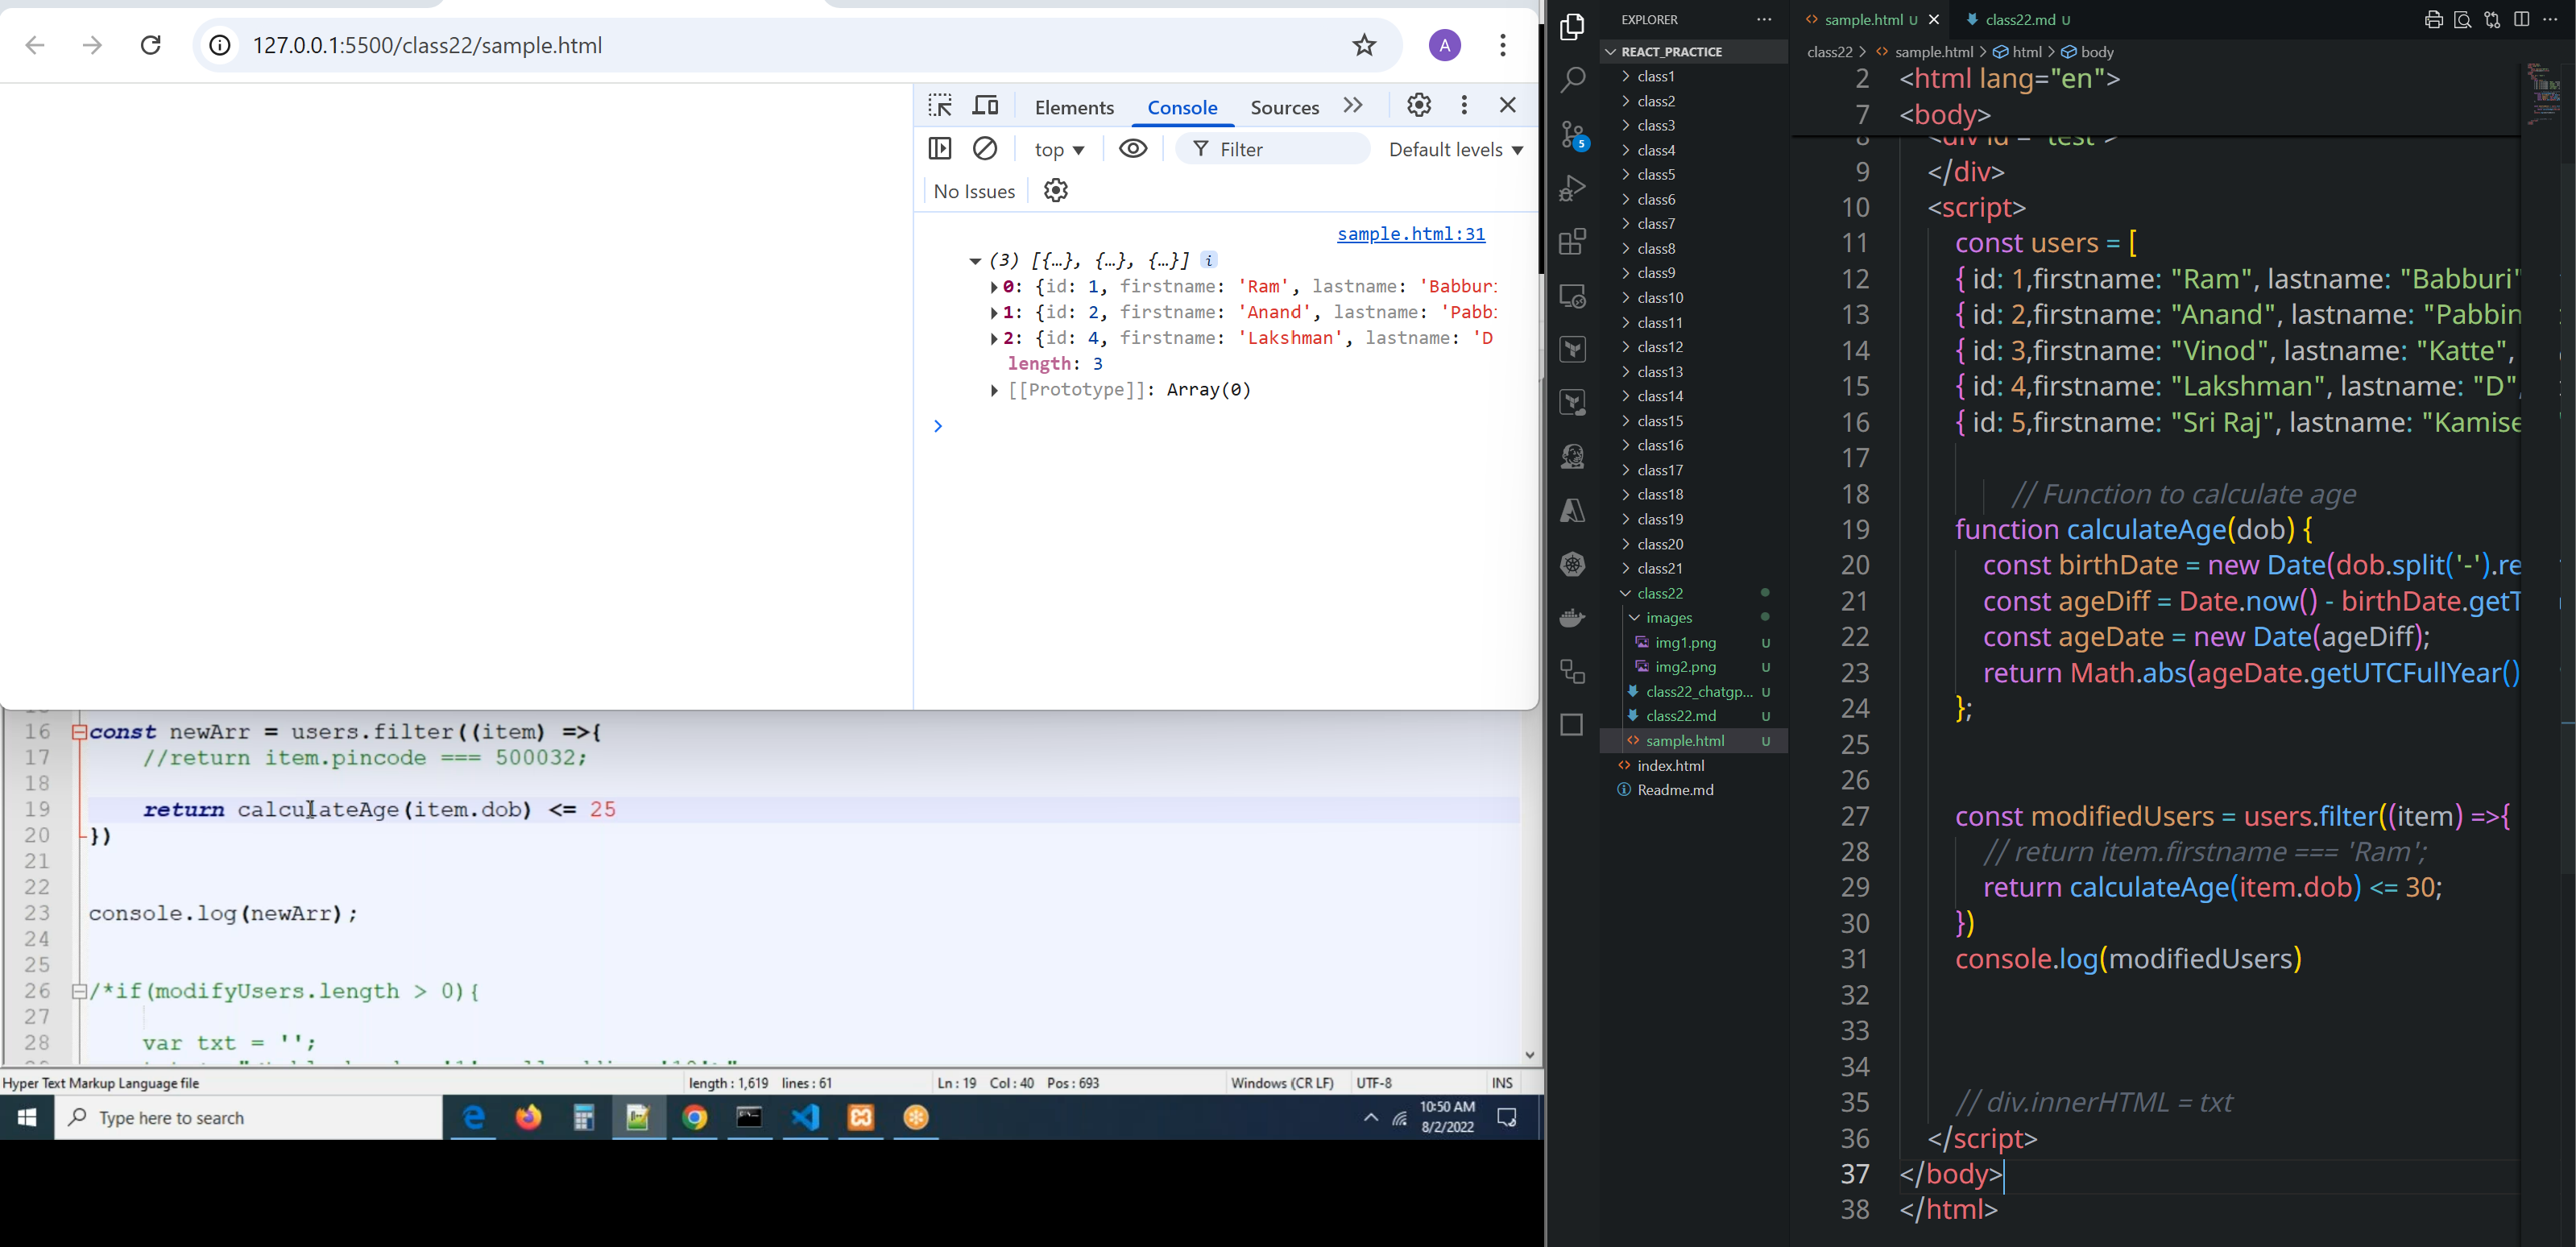 127.0.0.1:5500/class22/sample.html
A
Elements
Console
Sources
top
Filter
Default levels
No Issues
sample.html:31
(3) [{…}, {…}, {…}] i
0: {id: 1, firstname: 'Ram', lastname: 'Babbur
1: {id: 2, firstname: 'Anand', lastname: 'Pabb
2: {id: 4, firstname: 'Lakshman', lastname: 'D
length: 3
[[Prototype]]: Array(0)
16 const newArr = users.filter((item) =>{
17 //return item.pincode === 500032;
18
19 return calculateAge(item.dob) <= 25
20 })
21
22
23 console.log(newArr);
24
25
26 /*if(modifyUsers.length > 0){
27
28 var txt = '';
Hyper Text Markup Language file
length : 1,619 lines : 61
Ln : 19 Col : 40 Pos : 693
Windows (CR LF)
UTF-8
INS
Type here to search
10:50 AM
8/2/2022
5
EXPLORER
REACT_PRACTICE
class1
class2
class3
class4
class5
class6
class7
class8
class9
class10
class11
class12
class13
class14
class15
class16
class17
class18
class19
class20
class21
class22
images
img1.png U
img2.png U
class22_chatgp... U
class22.md U
sample.html U
index.html
Readme.md
sample.html U
class22.md U
class22 > sample.html > html > body
2 <html lang="en">
7 <body>
8 <div id = "test">
9 </div>
10 <script>
11 const users = [
12 { id: 1,firstname: "Ram", lastname: "Babburi"
13 { id: 2,firstname: "Anand", lastname: "Pabbin
14 { id: 3,firstname: "Vinod", lastname: "Katte",
15 { id: 4,firstname: "Lakshman", lastname: "D",
16 { id: 5,firstname: "Sri Raj", lastname: "Kamise
17
18 // Function to calculate age
19 function calculateAge(dob) {
20 const birthDate = new Date(dob.split('-').re
21 const ageDiff = Date.now() - birthDate.getT
22 const ageDate = new Date(ageDiff);
23 return Math.abs(ageDate.getUTCFullYear()
24 };
25
26
27 const modifiedUsers = users.filter((item) =>{
28 // return item.firstname === 'Ram';
29 return calculateAge(item.dob) <= 30;
30 })
31 console.log(modifiedUsers)
32
33
34
35 // div.innerHTML = txt
36 </script>
37 </body>
38 </html>